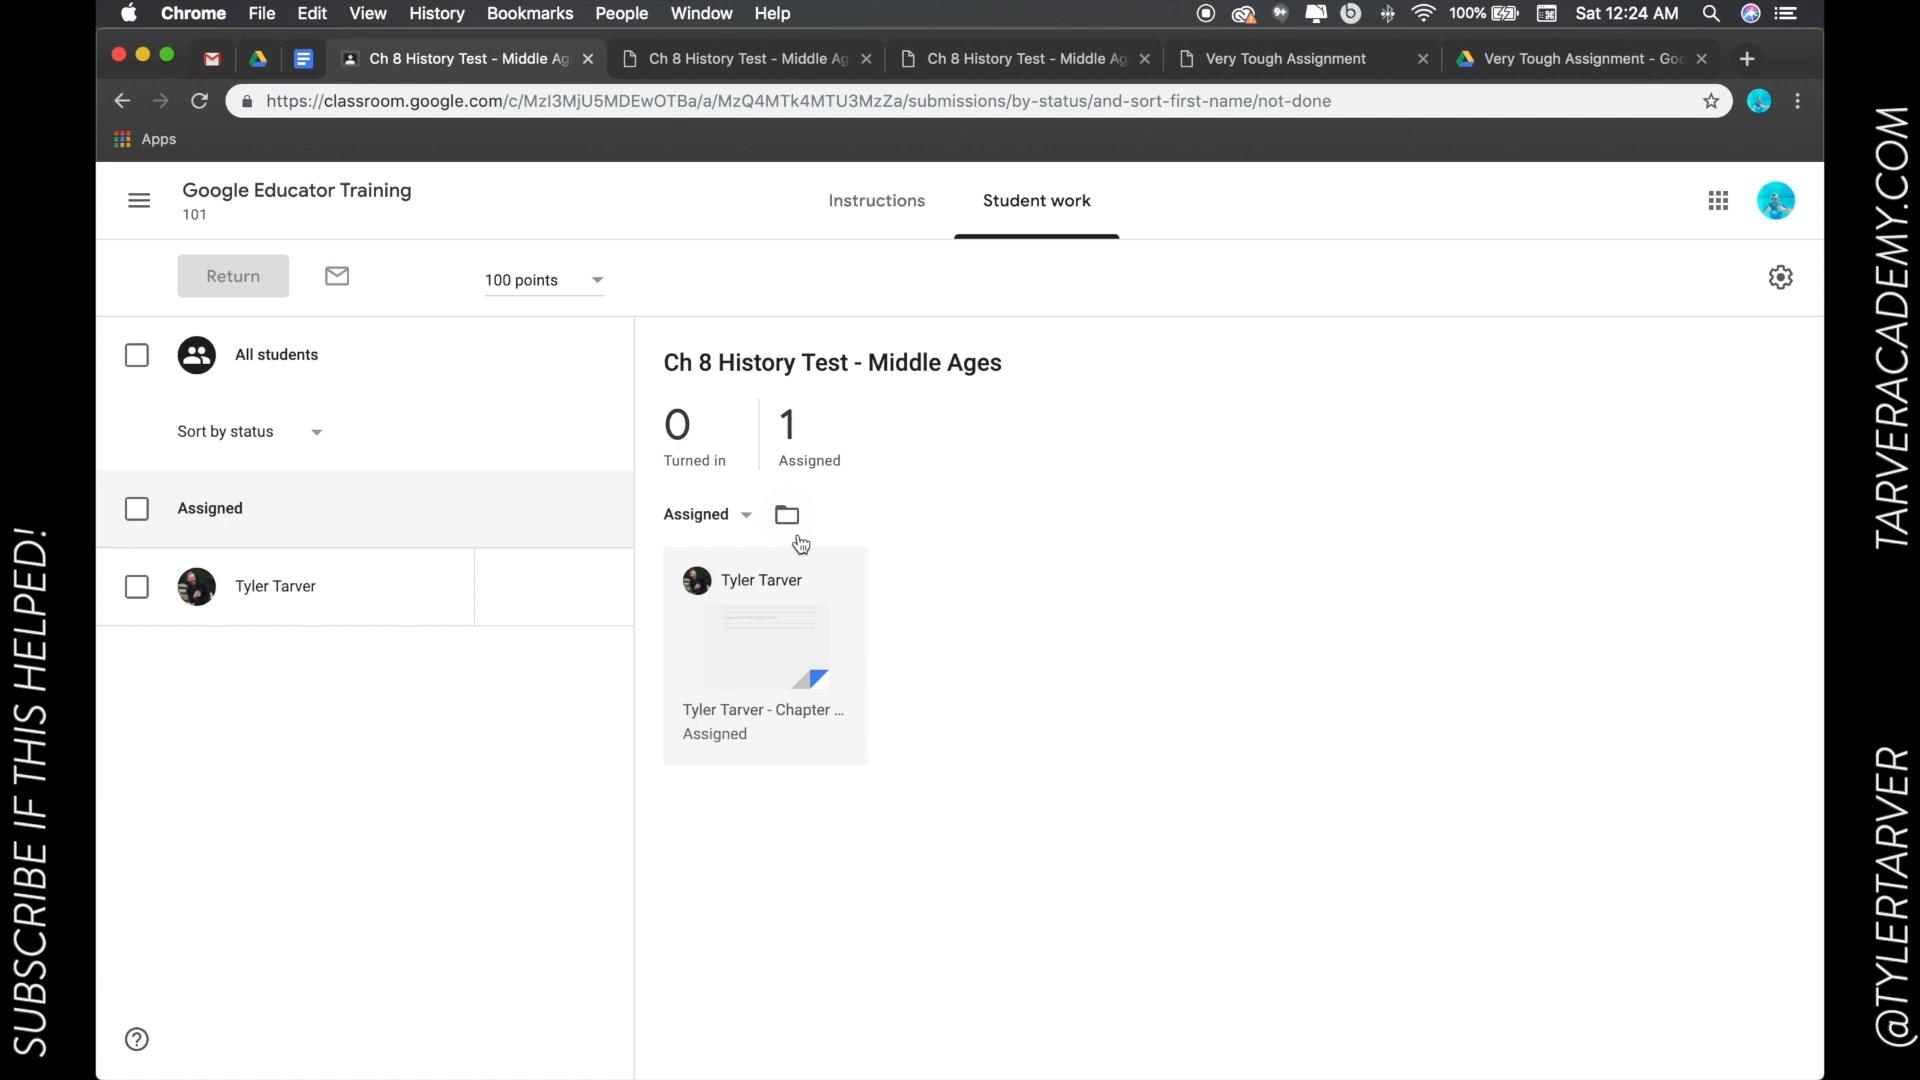 Chrome File Edit View History Bookmarks People Window Help
100% Sat 12:24 AM
Ch 8 History Test - Middle Ag
Ch 8 History Test - Middle Ag
Ch 8 History Test - Middle Ag
Very Tough Assignment
Very Tough Assignment - Goo
https://classroom.google.com/c/MzI3MjU5MDEwOTBa/a/MzQ4MTk4MTU3MzZa/submissions/by-status/and-sort-first-name/not-done
Apps
Google Educator Training
101
Instructions
Student work
Return
100 points
All students
Sort by status
Assigned
Tyler Tarver
Ch 8 History Test - Middle Ages
0
Turned in
1
Assigned
Assigned
Tyler Tarver
Tyler Tarver - Chapter ...
Assigned
SUBSCRIBE IF THIS HELPED!
TARVERACADEMY.COM
@TYLERTARVER